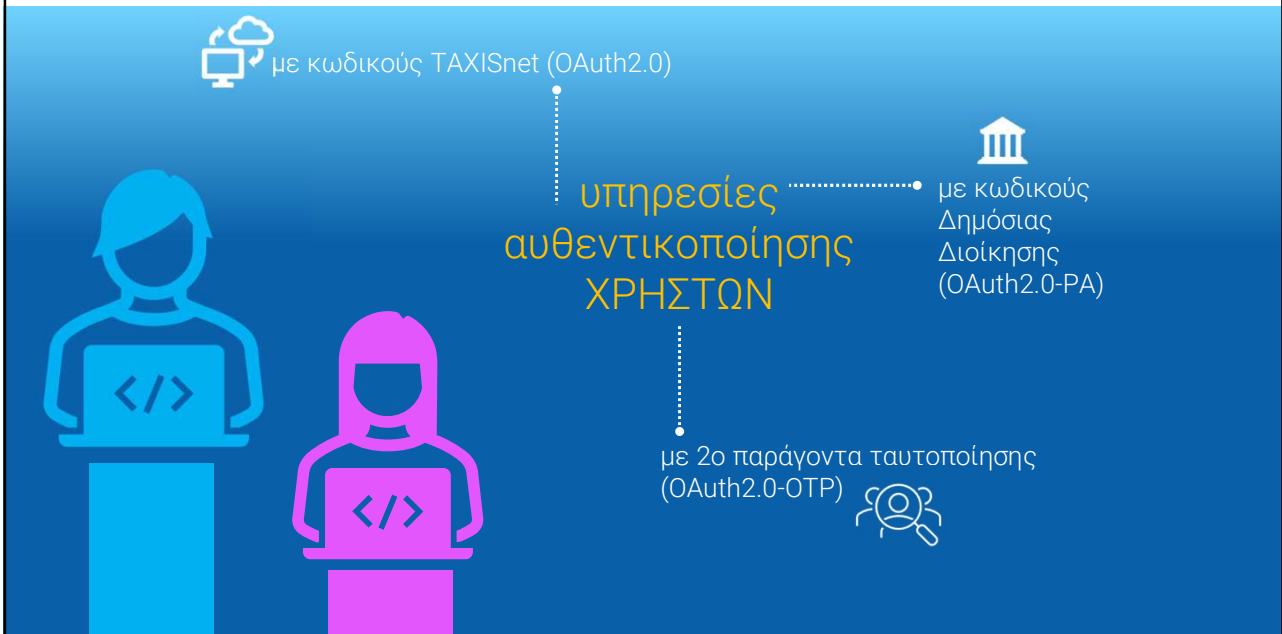 με κωδικούς TAXISnet (OAuth2.0)
υπηρεσίες
αυθεντικοποίησης
ΧΡΗΣΤΩΝ
με κωδικούς
Δημόσιας
Διοίκησης
(OAuth2.0-PA)
με 2ο παράγοντα ταυτοποίησης
(OAuth2.0-OTP)
</>
</>